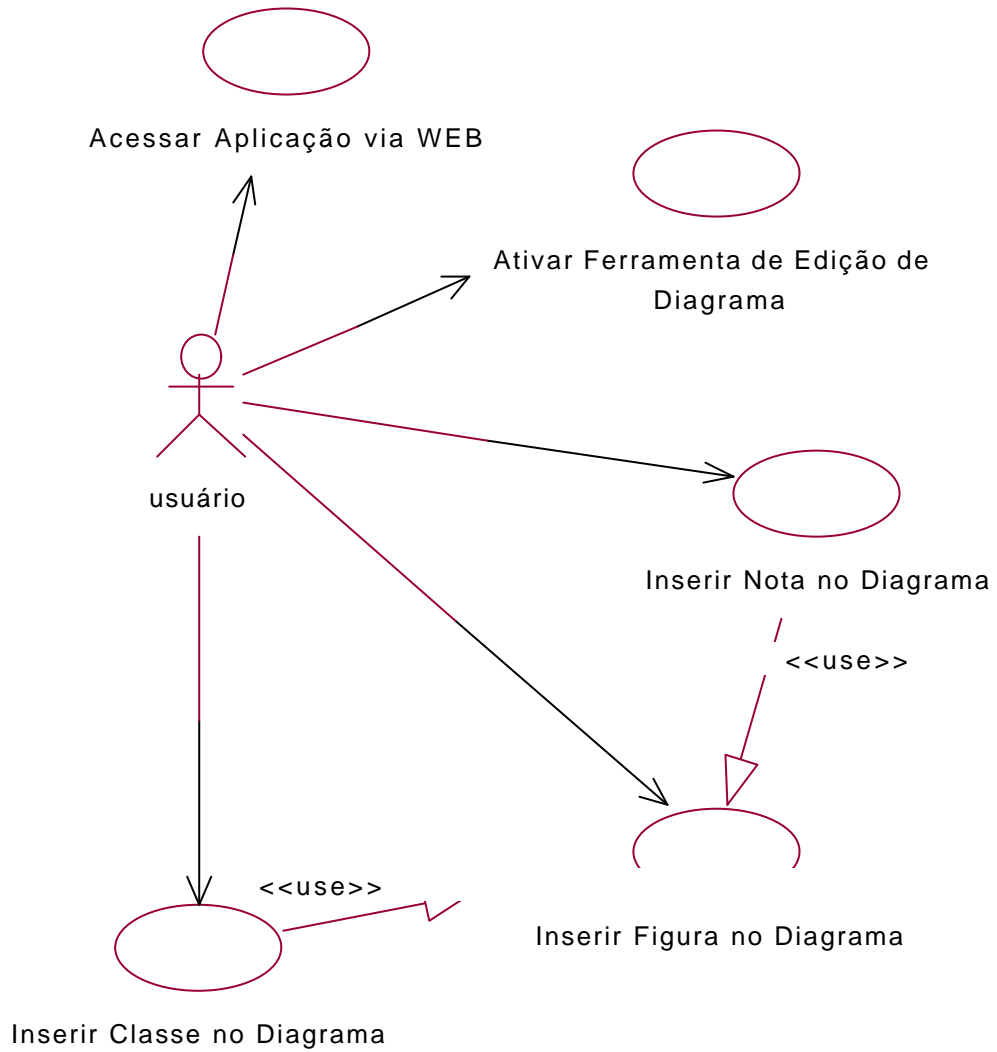 Acessar Aplicação via WEB
Ativar Ferramenta de Edição de
Diagrama
usuário
Inserir Nota no Diagrama
<<use>>
<<use>>
Inserir Figura no Diagrama
Inserir Classe no Diagrama